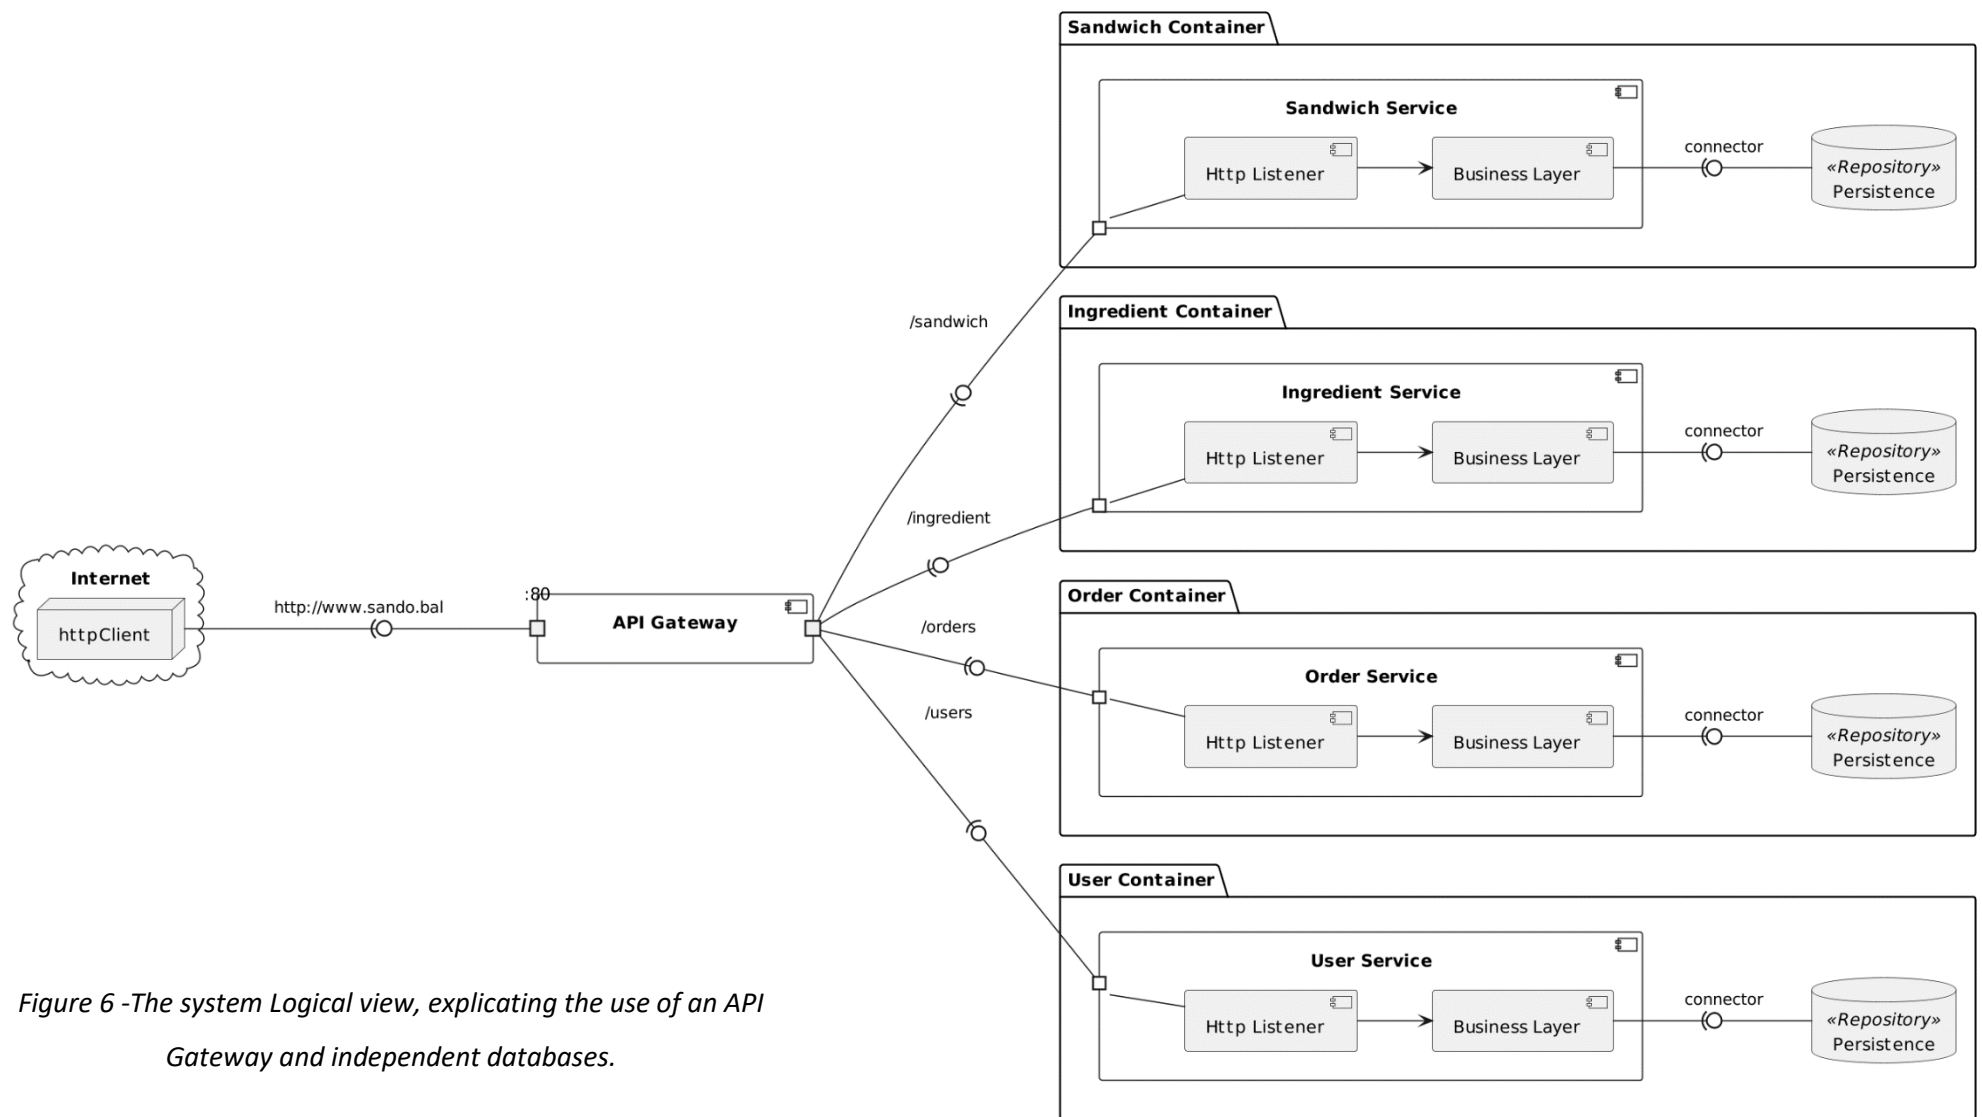 Sandwich Container
Sandwich Service
Http Listener
Business Layer
connector
«Repository»
Persistence
/sandwich
Ingredient Container
Ingredient Service
Http Listener
Business Layer
connector
«Repository»
Persistence
/ingredient
Internet
httpClient
http://www.sando.bal
:80
API Gateway
Order Container
/orders
Order Service
Http Listener
Business Layer
connector
«Repository»
Persistence
/users
User Container
User Service
Http Listener
Business Layer
connector
«Repository»
Persistence
Figure 6 -The system Logical view, explicating the use of an API
Gateway and independent databases.